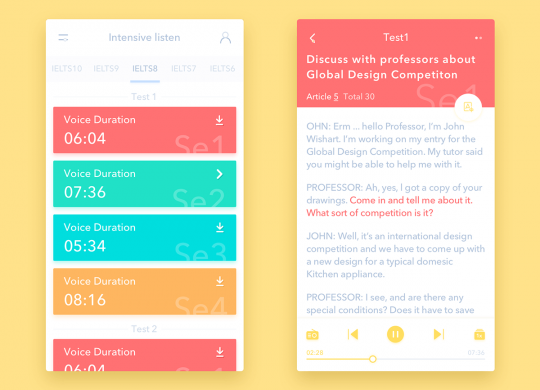 Intensive listen
IELTS10 IELTS9 IELTS8 IELTS7 IELTS6
Test 1
Voice Duration
06:04
Se1
Voice Duration
07:36
Se2
Voice Duration
05:34
Se3
Voice Duration
08:16
Se4
Test 2
Voice Duration
06:04
Test1
Discuss with professors about
Global Design Competiton
Se1
Article 5 Total 30
OHN: Erm ... hello Professor, I'm John
Wishart. I'm working on my entry for the
Global Design Competition. My tutor said
you might be able to help me with it.
PROFESSOR: Ah, yes, I got a copy of your
drawings. Come in and tell me about it.
What sort of competition is it?
JOHN: Well, it's an international design
competition and we have to come up with
a new design for a typical domesic
Kitchen appliance.
PROFESSOR: I see, and are there any
special conditions? Does it have to save
02:28 07:36